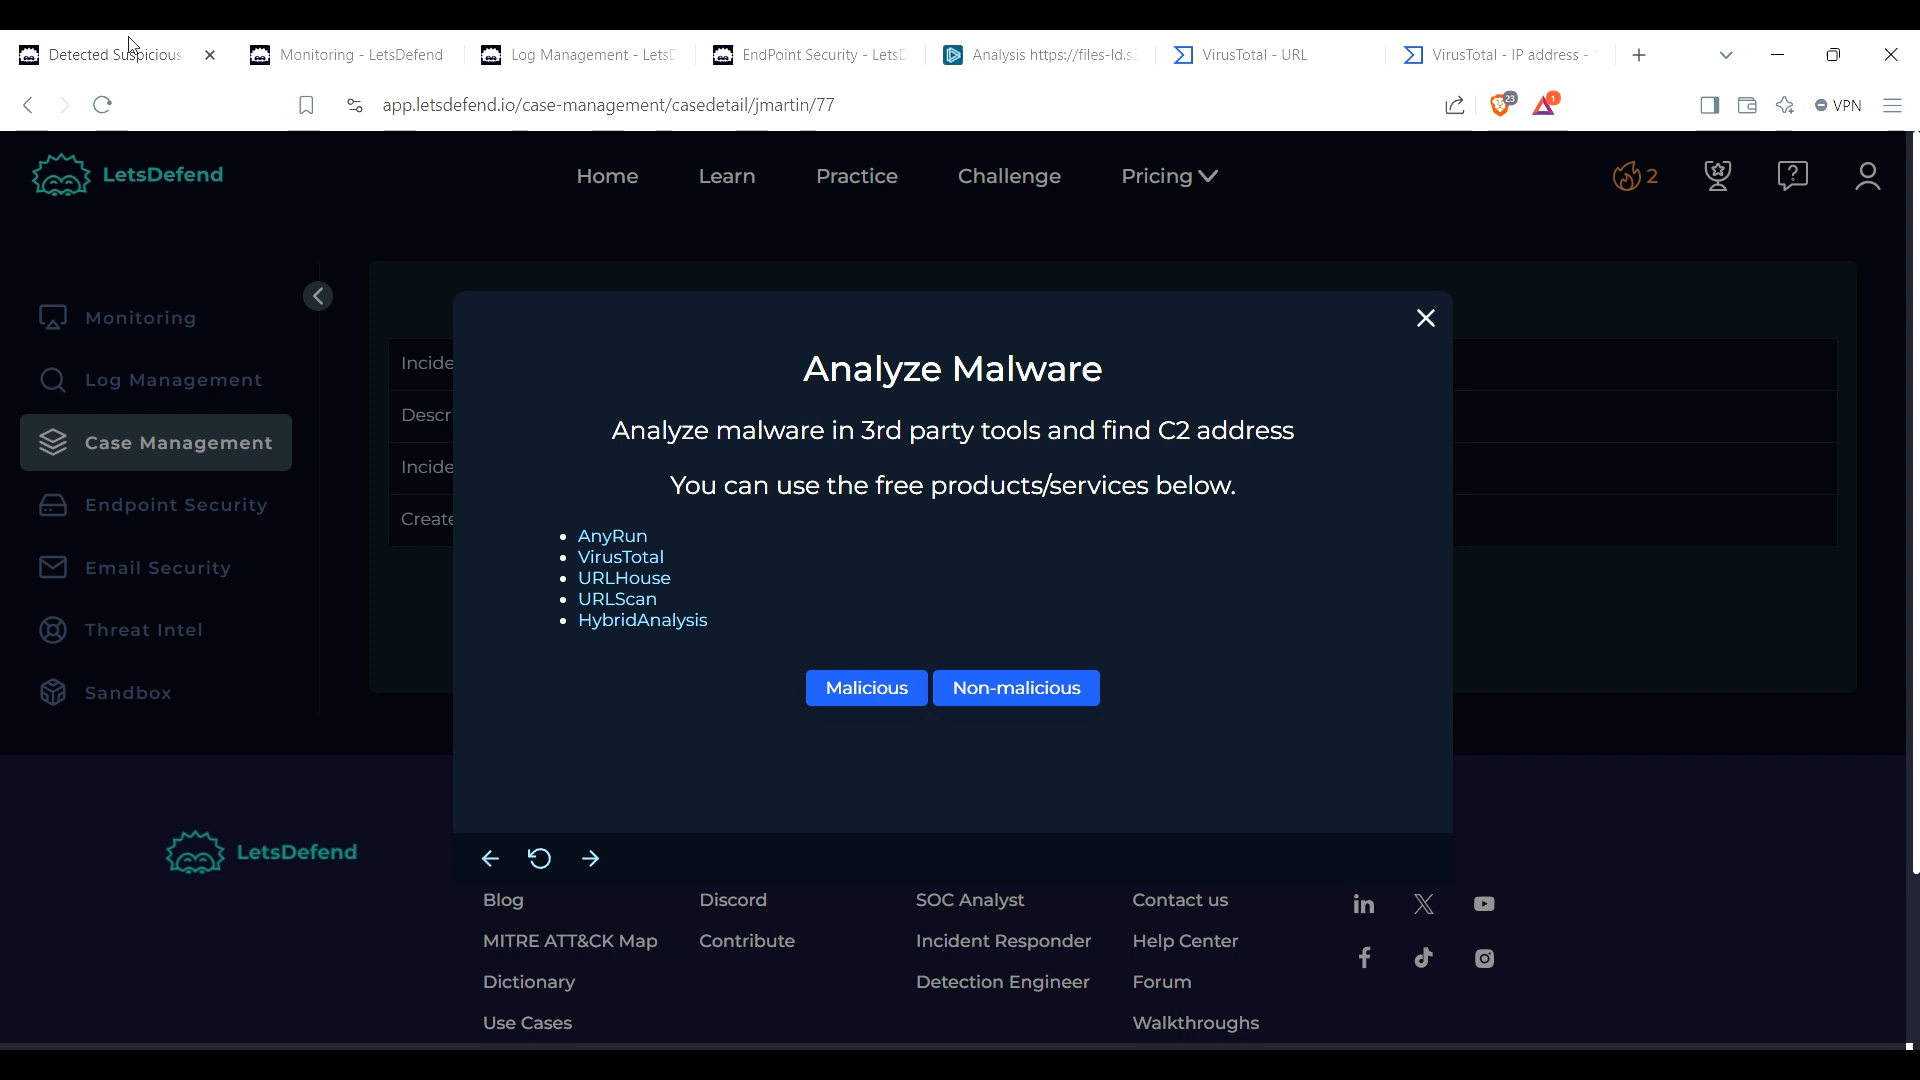 Detected Suspicious
Monitoring - LetsDefend
Log Management - LetsD
EndPoint Security - LetsD
Analysis https://files-ld.s3
VirusTotal - URL
VirusTotal - IP address -
app.letsdefend.io/case-management/casedetail/jmartin/77
23
1
VPN
LetsDefend
Home
Learn
Practice
Challenge
Pricing
2
Monitoring
Log Management
Case Management
Endpoint Security
Email Security
Threat Intel
Sandbox
Incide
Descr
Incide
Create
Analyze Malware
Analyze malware in 3rd party tools and find C2 address
You can use the free products/services below.
• AnyRun
• VirusTotal
• URLHouse
• URLScan
• HybridAnalysis
Malicious
Non-malicious
LetsDefend
Blog
Discord
SOC Analyst
Contact us
MITRE ATT&CK Map
Contribute
Incident Responder
Help Center
Dictionary
Detection Engineer
Forum
Use Cases
Walkthroughs